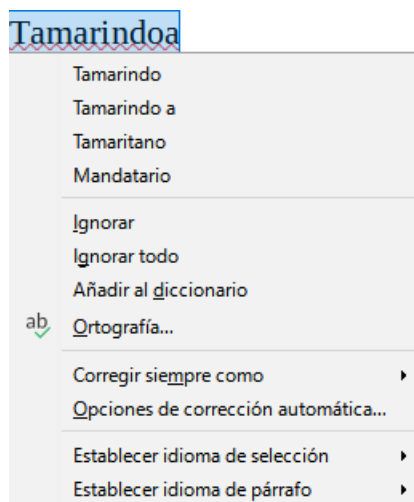 Tamarindoa
Tamarindo
Tamarindo a
Tamaritano
Mandatario
Ignorar
Ignorar todo
Añadir al diccionario
ab
Ortografía...
Corregir siempre como
Opciones de corrección automática...
Establecer idioma de selección
Establecer idioma de párrafo